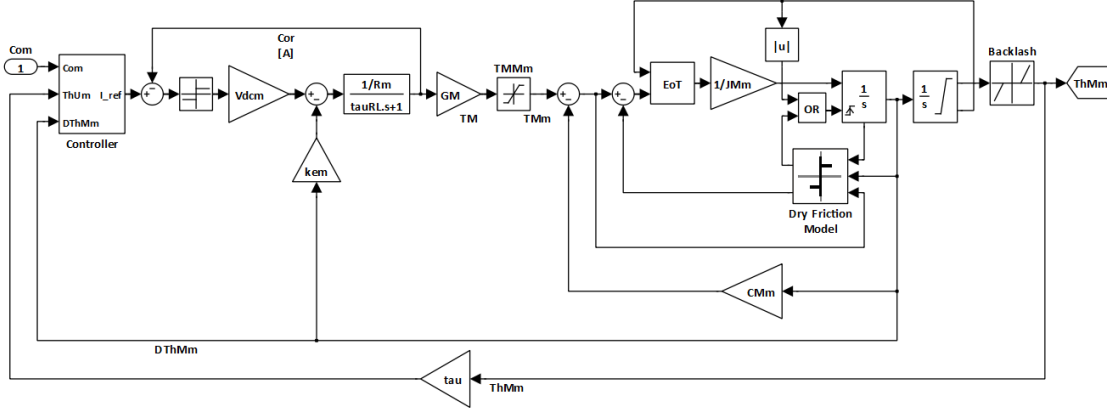 Com
1
Com
ThUm
I_ref
DThMm
Controller
Cor
[A]
Vdcm
1/Rm
tauRL.s+1
kem
GM
TM
TMMm
TMm
EoT
1/JMm
|u|
OR
1
s
1
s
Dry Friction
Model
Backlash
ThMm
CMm
DThMm
tau
ThMm